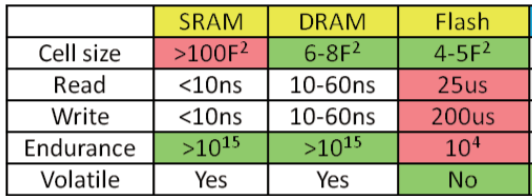 SRAM DRAM Flash
Cell size >100F² 6-8F² 4-5F²
Read <10ns 10-60ns 25us
Write <10ns 10-60ns 200us
Endurance >10¹⁵ >10¹⁵ 10⁴
Volatile Yes Yes No